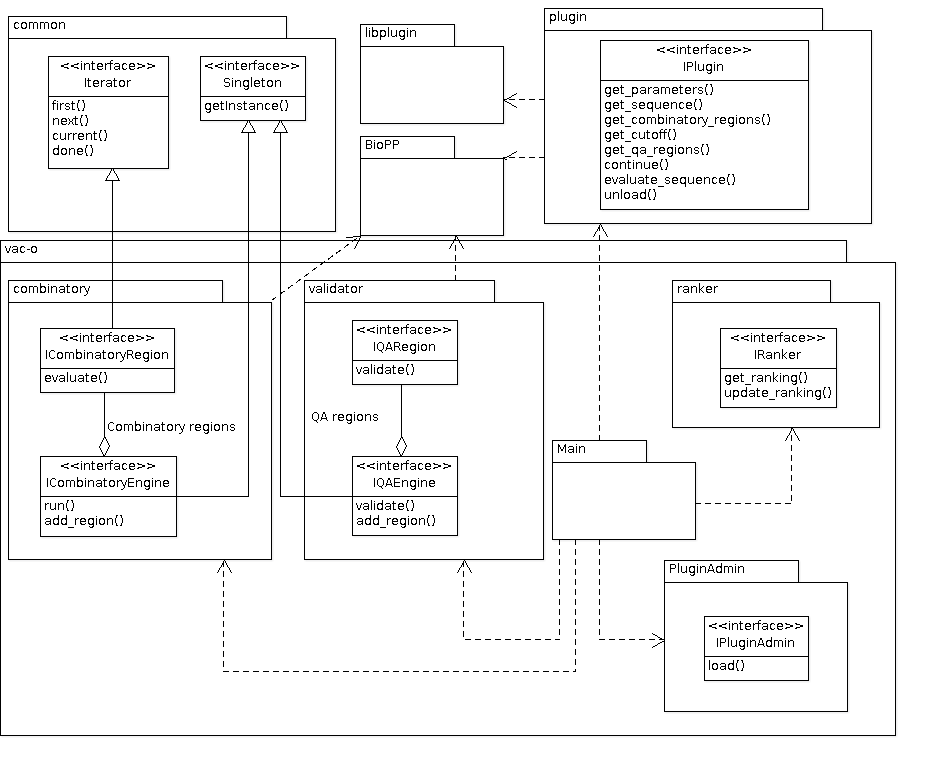 common
<<interface>>
Iterator
first()
next()
current()
done()
<<interface>>
Singleton
getInstance()
libplugin
BioPP
plugin
<<interface>>
IPlugin
get_parameters()
get_sequence()
get_combinatory_regions()
get_cutoff()
get_qa_regions()
continue()
evaluate_sequence()
unload()
vac-o
combinatory
<<interface>>
ICombinatoryRegion
evaluate()
Combinatory regions
<<interface>>
ICombinatoryEngine
run()
add_region()
validator
<<interface>>
IQARegion
validate()
QA regions
<<interface>>
IQAEngine
validate()
add_region()
ranker
<<interface>>
IRanker
get_ranking()
update_ranking()
Main
PluginAdmin
<<interface>>
IPluginAdmin
load()